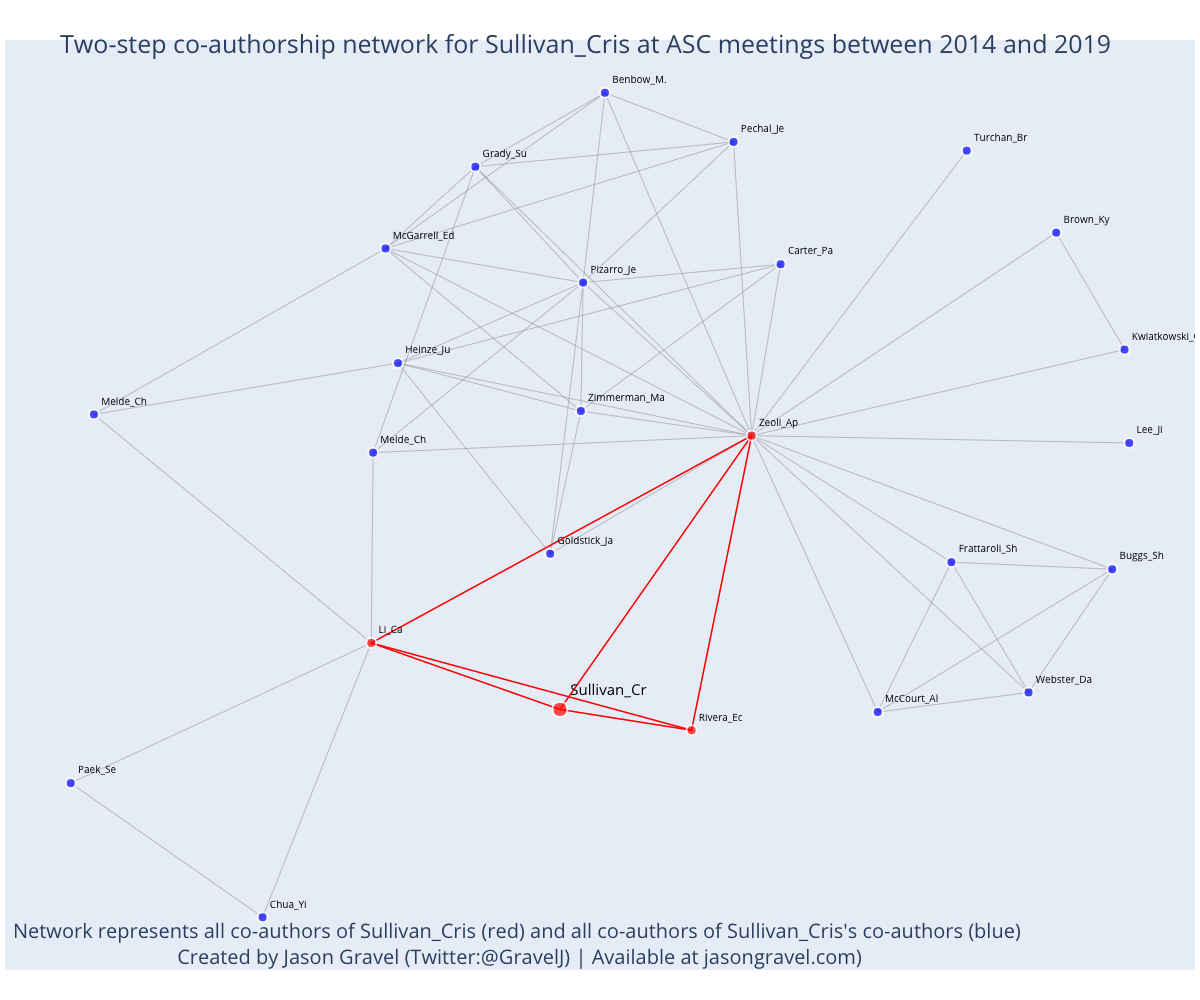 Two-step co-authorship network for Sullivan_Cris at ASC meetings between 2014 and 2019
Benbow_M.
Pechal_Je
Turchan_Br
Grady_Su
Brown_Ky
McGarrell_Ed
Carter_Pa
Pizarro_Je
Kwiatkowski_
Heinze_Ju
Melde_Ch
Zimmerman_Ma
Zeoli_Ap
Lee_Ji
Melde_Ch
Goldstick_Ja
Frattaroli_Sh
Buggs_Sh
Li_Ca
Webster_Da
Sullivan_Cr
McCourt_Al
Rivera_Ec
Paek_Se
Chua_Yi
Network represents all co-authors of Sullivan_Cris (red) and all co-authors of Sullivan_Cris's co-authors (blue)
Created by Jason Gravel (Twitter:@GravelJ) | Available at jasongravel.com)